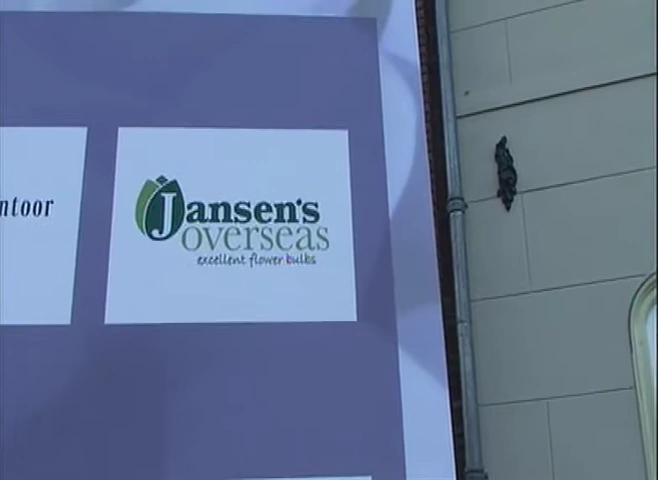 ntoor
Jansen's
overseas
excellent flower bulbs